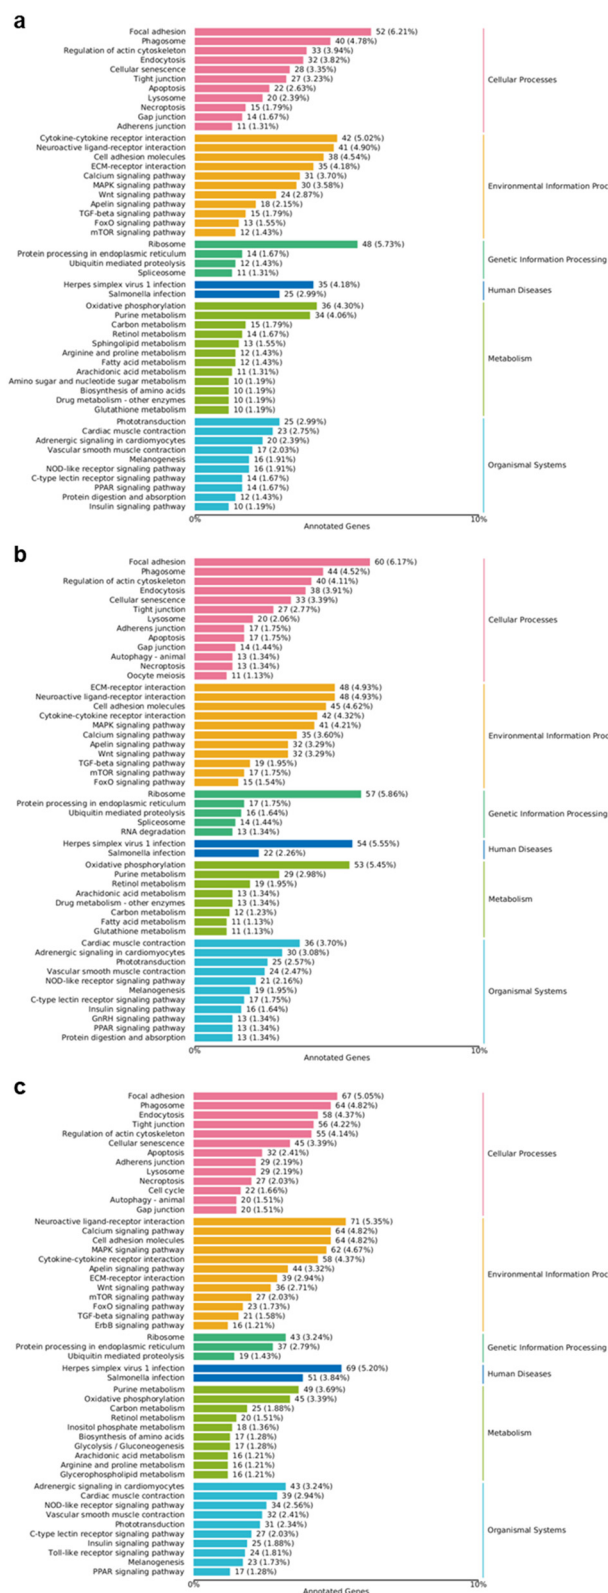 a
Focal adhesion 52 (6.21%)
Phagosome 40 (4.78%)
Regulation of actin cytoskeleton 33 (3.94%)
Endocytosis 32 (3.82%)
Cellular senescence 28 (3.35%)
Tight junction 27 (3.23%)
Cellular Processes
Apoptosis 22 (2.63%)
Lysosome 20 (2.39%)
Necroptosis 15 (1.79%)
Gap junction 14 (1.67%)
Adherens junction 11 (1.31%)
Cytokine-cytokine receptor interaction 42 (5.02%)
Neuroactive ligand-receptor interaction 41 (4.90%)
Cell adhesion molecules 38 (4.54%)
ECM-receptor interaction 35 (4.18%)
Calcium signaling pathway 31 (3.70%)
MAPK signaling pathway 30 (3.58%)
Environmental Information Proc
Wnt signaling pathway 24 (2.87%)
Apelin signaling pathway 18 (2.15%)
TGF-beta signaling pathway 15 (1.79%)
FoxO signaling pathway 13 (1.55%)
mTOR signaling pathway 12 (1.43%)
Ribosome 48 (5.73%)
Protein processing in endoplasmic reticulum 14 (1.67%)
Genetic Information Processing
Ubiquitin mediated proteolysis 12 (1.43%)
Spliceosome 11 (1.31%)
Herpes simplex virus 1 infection 35 (4.18%)
Human Diseases
Salmonella infection 25 (2.99%)
Oxidative phosphorylation 36 (4.30%)
Purine metabolism 34 (4.06%)
Carbon metabolism 15 (1.79%)
Retinol metabolism 14 (1.67%)
Sphingolipid metabolism 13 (1.55%)
Arginine and proline metabolism 12 (1.43%)
Metabolism
Fatty acid metabolism 12 (1.43%)
Arachidonic acid metabolism 11 (1.31%)
Amino sugar and nucleotide sugar metabolism 10 (1.19%)
Biosynthesis of amino acids 10 (1.19%)
Drug metabolism - other enzymes 10 (1.19%)
Glutathione metabolism 10 (1.19%)
Phototransduction 25 (2.99%)
Cardiac muscle contraction 23 (2.75%)
Adrenergic signaling in cardiomyocytes 20 (2.39%)
Vascular smooth muscle contraction 17 (2.03%)
Melanogenesis 16 (1.91%)
Organismal Systems
NOD-like receptor signaling pathway 16 (1.91%)
C-type lectin receptor signaling pathway 14 (1.67%)
PPAR signaling pathway 14 (1.67%)
Protein digestion and absorption 12 (1.43%)
Insulin signaling pathway 10 (1.19%)
0% 10%
Annotated Genes
b
Focal adhesion 60 (6.17%)
Phagosome 44 (4.52%)
Regulation of actin cytoskeleton 40 (4.11%)
Endocytosis 38 (3.91%)
Cellular senescence 33 (3.39%)
Tight junction 27 (2.77%)
Lysosome 20 (2.06%)
Cellular Processes
Adherens junction 17 (1.75%)
Apoptosis 17 (1.75%)
Gap junction 14 (1.44%)
Autophagy - animal 13 (1.34%)
Necroptosis 13 (1.34%)
Oocyte meiosis 11 (1.13%)
ECM-receptor interaction 48 (4.93%)
Neuroactive ligand-receptor interaction 48 (4.93%)
Cell adhesion molecules 45 (4.62%)
Cytokine-cytokine receptor interaction 42 (4.32%)
MAPK signaling pathway 41 (4.21%)
Calcium signaling pathway 35 (3.60%)
Environmental Information Proc
Apelin signaling pathway 32 (3.29%)
Wnt signaling pathway 32 (3.29%)
TGF-beta signaling pathway 19 (1.95%)
mTOR signaling pathway 17 (1.75%)
FoxO signaling pathway 15 (1.54%)
Ribosome 57 (5.86%)
Protein processing in endoplasmic reticulum 17 (1.75%)
Ubiquitin mediated proteolysis 16 (1.64%)
Genetic Information Processing
Spliceosome 14 (1.44%)
RNA degradation 13 (1.34%)
Herpes simplex virus 1 infection 54 (5.55%)
Human Diseases
Salmonella infection 22 (2.26%)
Oxidative phosphorylation 53 (5.45%)
Purine metabolism 29 (2.98%)
Retinol metabolism 19 (1.95%)
Arachidonic acid metabolism 13 (1.34%)
Metabolism
Drug metabolism - other enzymes 13 (1.34%)
Carbon metabolism 12 (1.23%)
Fatty acid metabolism 11 (1.13%)
Glutathione metabolism 11 (1.13%)
Cardiac muscle contraction 36 (3.70%)
Adrenergic signaling in cardiomyocytes 30 (3.08%)
Phototransduction 25 (2.57%)
Vascular smooth muscle contraction 24 (2.47%)
NOD-like receptor signaling pathway 21 (2.16%)
Melanogenesis 19 (1.95%)
Organismal Systems
C-type lectin receptor signaling pathway 17 (1.75%)
Insulin signaling pathway 16 (1.64%)
GnRH signaling pathway 13 (1.34%)
PPAR signaling pathway 13 (1.34%)
Protein digestion and absorption 13 (1.34%)
0% 10%
Annotated Genes
c
Focal adhesion 67 (5.05%)
Phagosome 64 (4.82%)
Endocytosis 58 (4.37%)
Tight junction 56 (4.22%)
Regulation of actin cytoskeleton 55 (4.14%)
Cellular senescence 45 (3.39%)
Apoptosis 32 (2.41%)
Cellular Processes
Adherens junction 29 (2.19%)
Lysosome 29 (2.19%)
Necroptosis 27 (2.03%)
Cell cycle 22 (1.66%)
Autophagy - animal 20 (1.51%)
Gap junction 20 (1.51%)
Neuroactive ligand-receptor interaction 71 (5.35%)
Calcium signaling pathway 64 (4.82%)
Cell adhesion molecules 64 (4.82%)
MAPK signaling pathway 62 (4.67%)
Cytokine-cytokine receptor interaction 58 (4.37%)
Apelin signaling pathway 44 (3.32%)
Environmental Information Proc
ECM-receptor interaction 39 (2.94%)
Wnt signaling pathway 36 (2.71%)
mTOR signaling pathway 27 (2.03%)
FoxO signaling pathway 23 (1.73%)
TGF-beta signaling pathway 21 (1.58%)
ErbB signaling pathway 16 (1.21%)
Ribosome 43 (3.24%)
Protein processing in endoplasmic reticulum 37 (2.79%)
Genetic Information Processing
Ubiquitin mediated proteolysis 19 (1.43%)
Herpes simplex virus 1 infection 69 (5.20%)
Human Diseases
Salmonella infection 51 (3.84%)
Purine metabolism 49 (3.69%)
Oxidative phosphorylation 45 (3.39%)
Carbon metabolism 25 (1.88%)
Retinol metabolism 20 (1.51%)
Inositol phosphate metabolism 18 (1.36%)
Metabolism
Biosynthesis of amino acids 17 (1.28%)
Glycolysis / Gluconeogenesis 17 (1.28%)
Arachidonic acid metabolism 16 (1.21%)
Arginine and proline metabolism 16 (1.21%)
Glycerophospholipid metabolism 16 (1.21%)
Adrenergic signaling in cardiomyocytes 43 (3.24%)
Cardiac muscle contraction 39 (2.94%)
NOD-like receptor signaling pathway 34 (2.56%)
Vascular smooth muscle contraction 32 (2.41%)
Phototransduction 31 (2.34%)
Organismal Systems
C-type lectin receptor signaling pathway 27 (2.03%)
Insulin signaling pathway 25 (1.88%)
Toll-like receptor signaling pathway 24 (1.81%)
Melanogenesis 23 (1.73%)
PPAR signaling pathway 17 (1.28%)
0% 10%
Annotated Genes